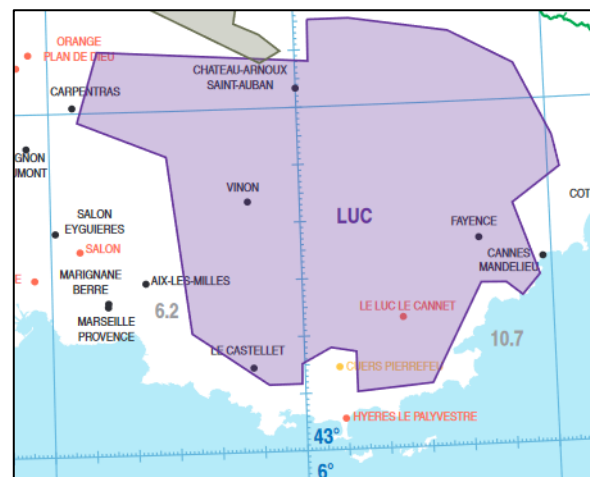 ORANGE
PLAN DE DIEU
CARPENTRAS
CHATEAU-ARNOUX
SAINT-AUBAN
GNON
UMONT
VINON
LUC
COT
SALON
EYGUIERES
SALON
FAYENCE
CANNES
MANDELIEU
MARIGNANE
BERRE
AIX-LES-MILLES
E
MARSEILLE
PROVENCE
6.2
LE LUC LE CANNET
10.7
LE CASTELLET
CUERS PIERREFEU
HYERES LE PALYVESTRE
43°
6°